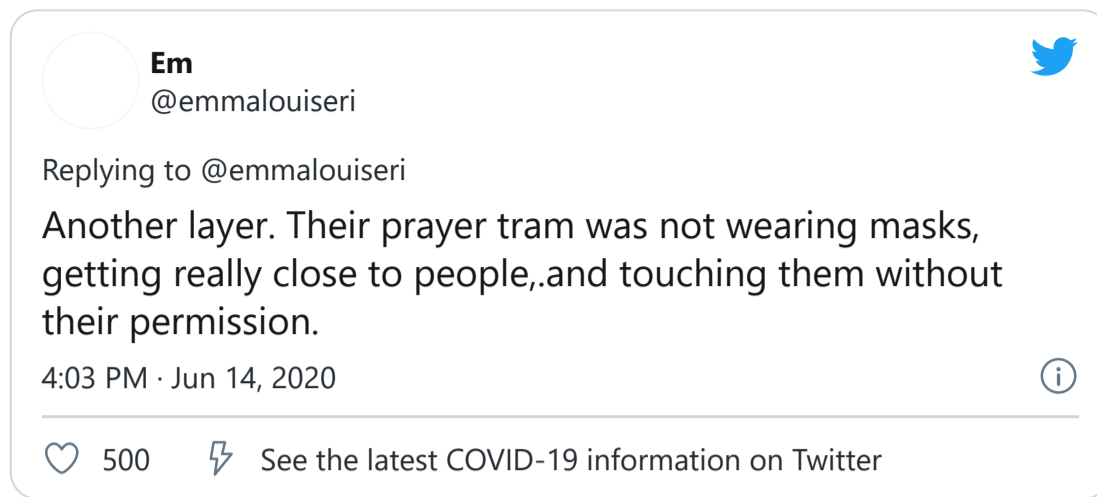 Em
@emmalouiseri
Replying to @emmalouiseri
Another layer. Their prayer tram was not wearing masks,
getting really close to people,.and touching them without
their permission.
4:03 PM · Jun 14, 2020
500
See the latest COVID-19 information on Twitter